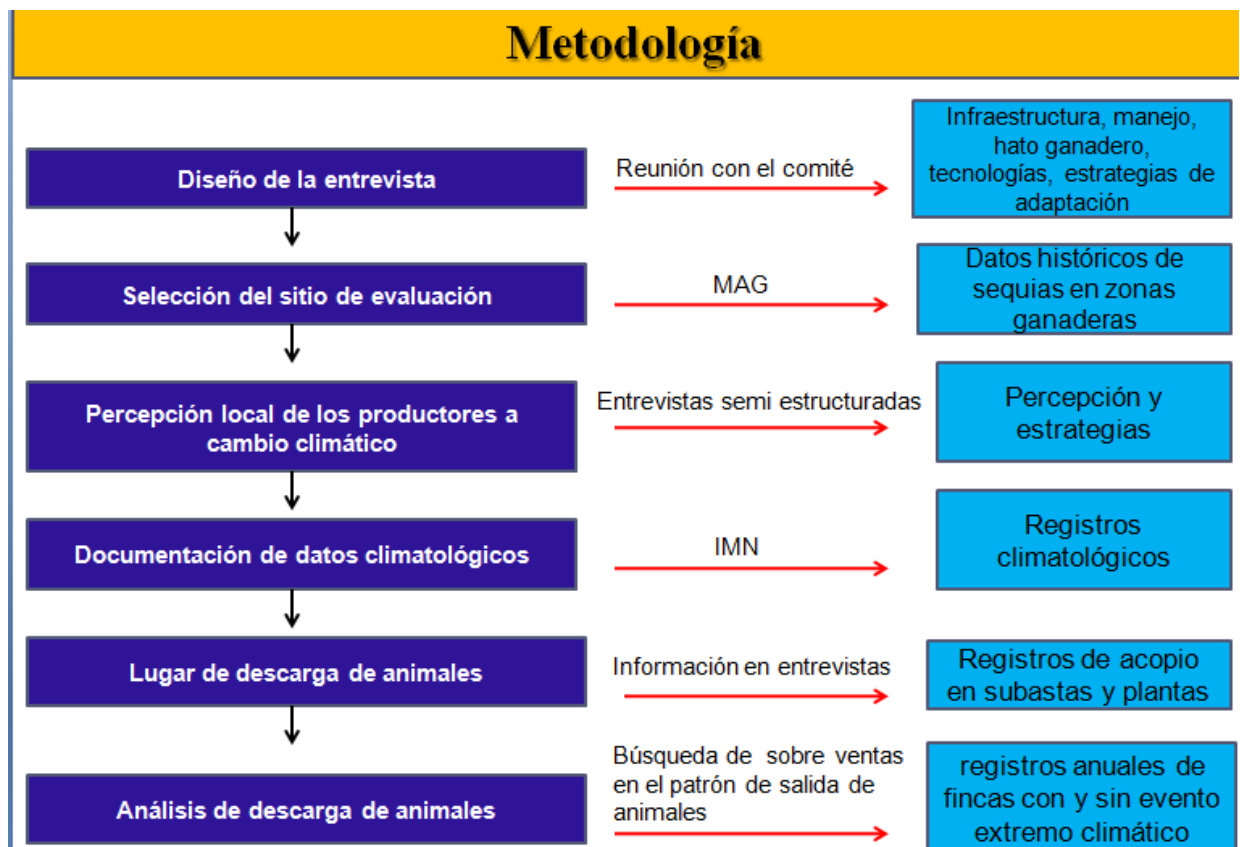 Metodología
Diseño de la entrevista
Reunión con el comité
Infraestructura, manejo,
hato ganadero,
tecnologías, estrategias de
adaptación
Selección del sitio de evaluación
MAG
Datos históricos de
sequias en zonas
ganaderas
Percepción local de los productores a
cambio climático
Entrevistas semi estructuradas
Percepción y
estrategias
Documentación de datos climatológicos
IMN
Registros
climatológicos
Lugar de descarga de animales
Información en entrevistas
Registros de acopio
en subastas y plantas
Análisis de descarga de animales
Búsqueda de sobre ventas
en el patrón de salida de
animales
registros anuales de
fincas con y sin evento
extremo climático